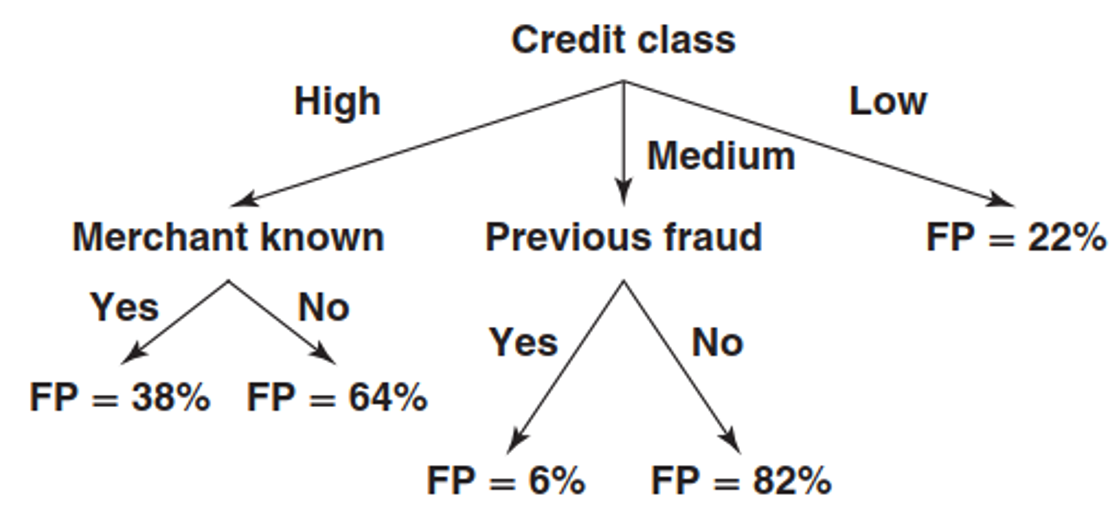 Credit class
High
Low
Medium
Merchant known
Previous fraud
FP = 22%
Yes
No
Yes
No
FP = 38%
FP = 64%
FP = 6%
FP = 82%